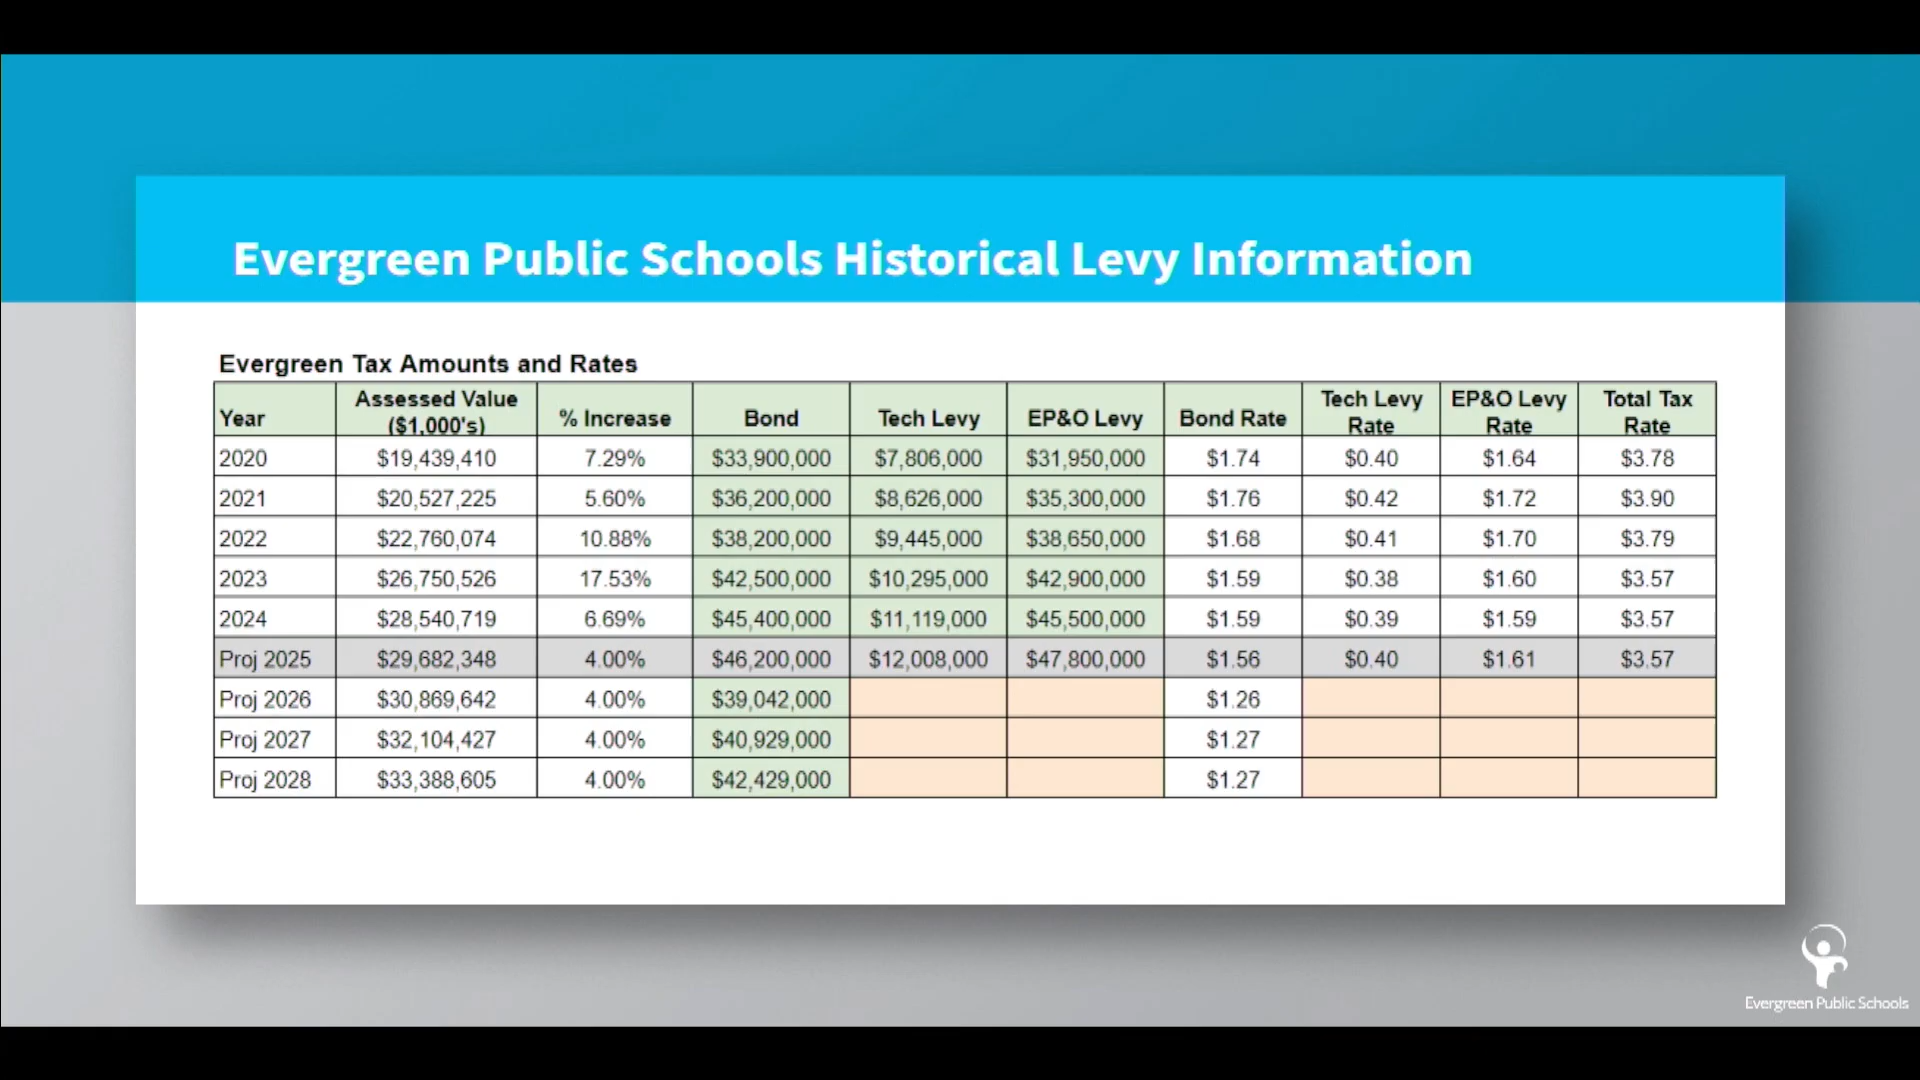 Evergreen Public Schools Historical Levy Information
Evergreen Tax Amounts and Rates
Year Assessed Value ($1,000's) % Increase Bond Tech Levy EP&O Levy Bond Rate Tech Levy Rate EP&O Levy Rate Total Tax Rate
2020 $19,439,410 7.29% $33,900,000 $7,806,000 $31,950,000 $1.74 $0.40 $1.64 $3.78
2021 $20,527,225 5.60% $36,200,000 $8,626,000 $35,300,000 $1.76 $0.42 $1.72 $3.90
2022 $22,760,074 10.88% $38,200,000 $9,445,000 $38,650,000 $1.68 $0.41 $1.70 $3.79
2023 $26,750,526 17.53% $42,500,000 $10,295,000 $42,900,000 $1.59 $0.38 $1.60 $3.57
2024 $28,540,719 6.69% $45,400,000 $11,119,000 $45,500,000 $1.59 $0.39 $1.59 $3.57
Proj 2025 $29,682,348 4.00% $46,200,000 $12,008,000 $47,800,000 $1.56 $0.40 $1.61 $3.57
Proj 2026 $30,869,642 4.00% $39,042,000 $1.26
Proj 2027 $32,104,427 4.00% $40,929,000 $1.27
Proj 2028 $33,388,605 4.00% $42,429,000 $1.27
Evergreen Public Schools